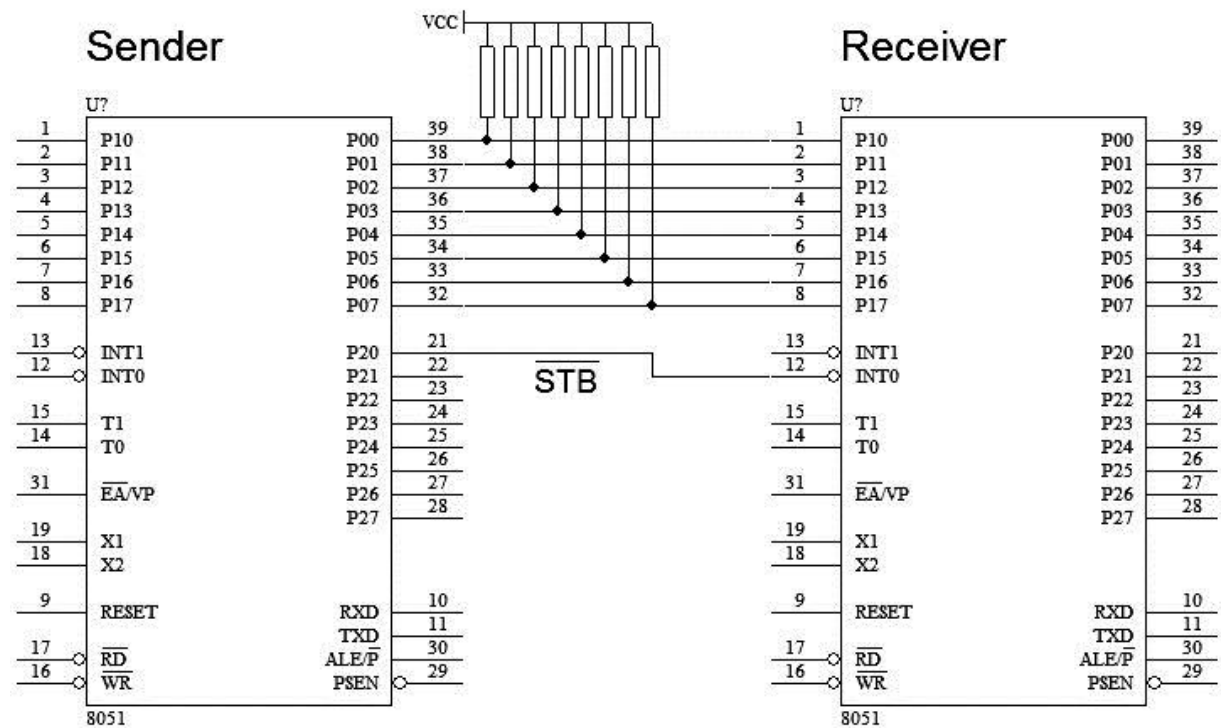 VCC
Sender
Receiver
U?
1 P10 P00 39
2 P11 P01 38
3 P12 P02 37
4 P13 P03 36
5 P14 P04 35
6 P15 P05 34
7 P16 P06 33
8 P17 P07 32
13 INT1 P20 21
12 INT0 P21 22
P22 23
15 T1 P23 24
14 T0 P24 25
P25 26
31 EA/VP P26 27
P27 28
19 X1
18 X2
9 RESET RXD 10
TXD 11
17 RD ALE/P 30
16 WR PSEN 29
8051
STB
U?
1 P10 P00 39
2 P11 P01 38
3 P12 P02 37
4 P13 P03 36
5 P14 P04 35
6 P15 P05 34
7 P16 P06 33
8 P17 P07 32
13 INT1 P20 21
12 INT0 P21 22
P22 23
15 T1 P23 24
14 T0 P24 25
P25 26
31 EA/VP P26 27
P27 28
19 X1
18 X2
9 RESET RXD 10
TXD 11
17 RD ALE/P 30
16 WR PSEN 29
8051